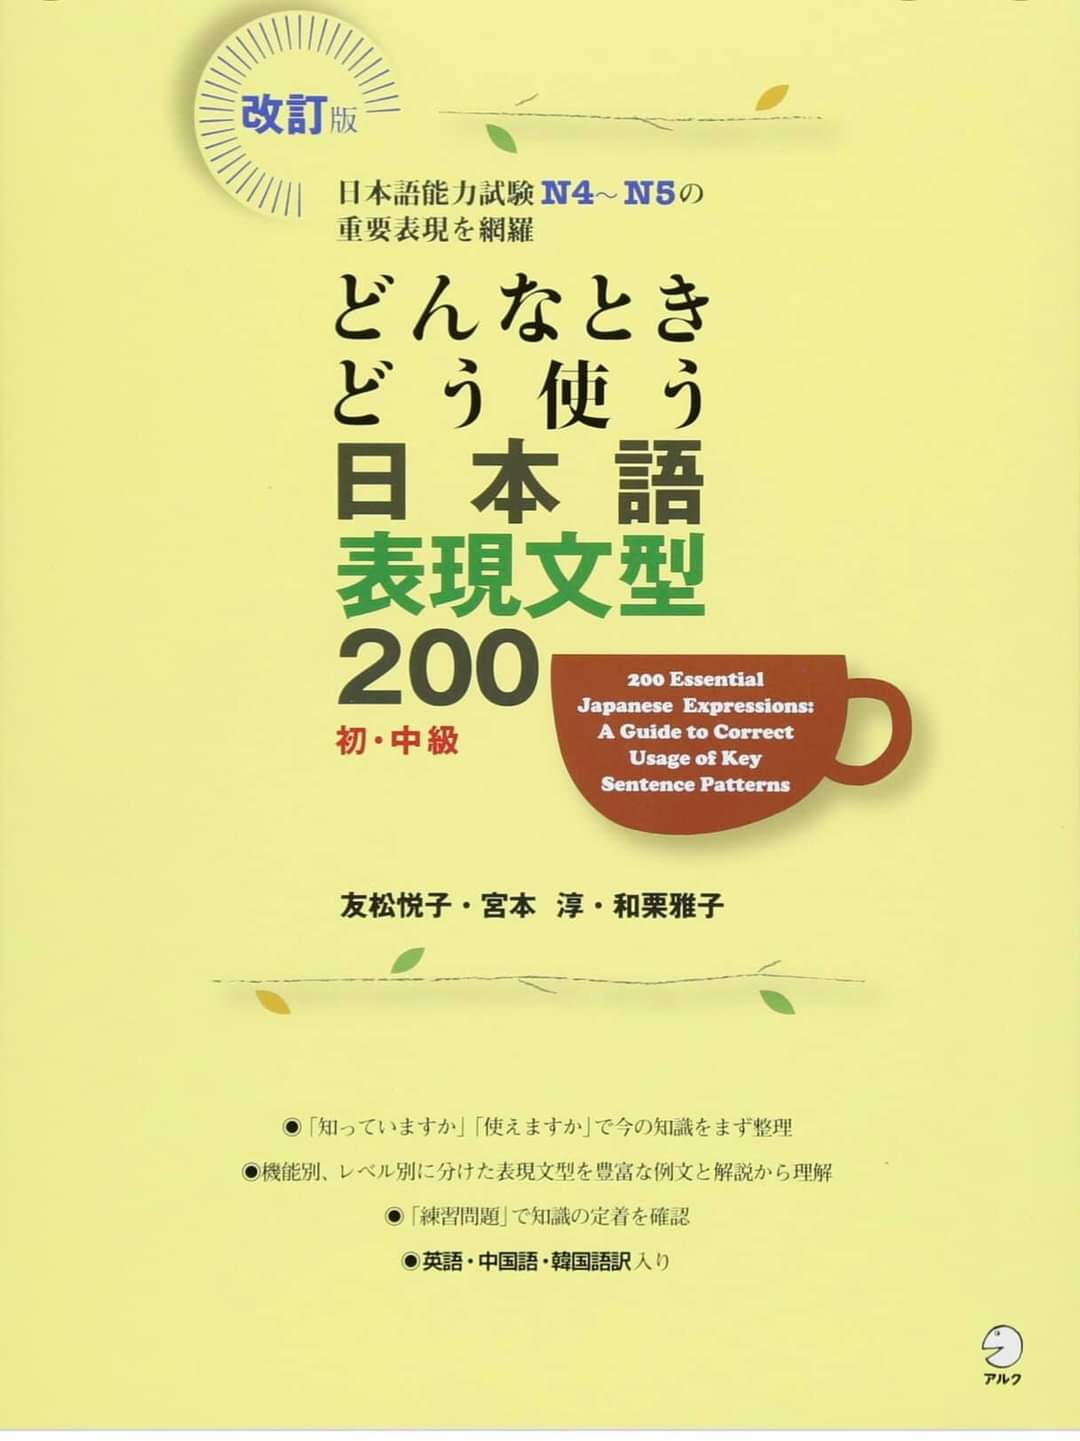 改訂版
日本語能力試験 N4～N5の
重要表現を網羅
どんなとき
どう使う
日本語
表現文型
200
初・中級
200 Essential
Japanese Expressions:
A Guide to Correct
Usage of Key
Sentence Patterns
友松悦子・宮本 淳・和栗雅子
◉「知っていますか」「使えますか」で今の知識をまず整理
◉機能別、レベル別に分けた表現文型を豊富な例文と解説から理解
◉「練習問題」で知識の定着を確認
◉英語・中国語・韓国語訳入り
アルク